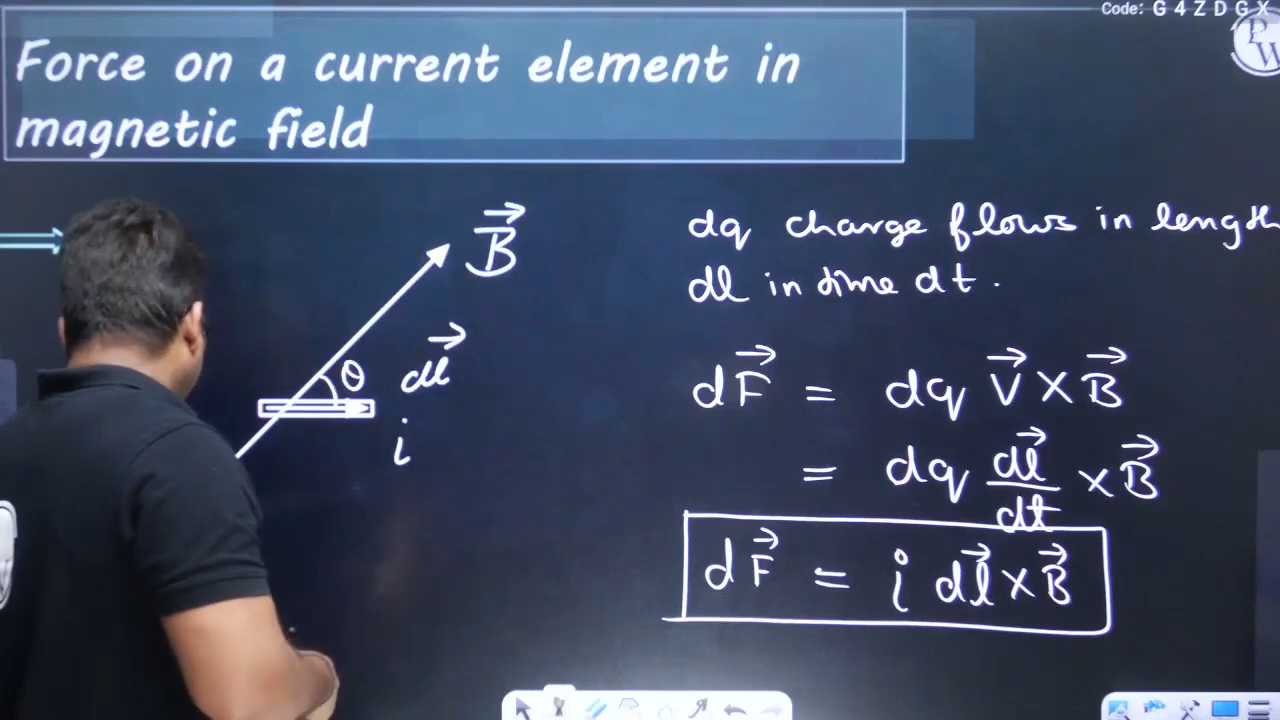 Code: G 4 Z D G X
PW
Force on a current element in
magnetic field
B⃗
θ
dl⃗
i
dq charge flows in length
dl in time dt.
dF⃗ = dq V⃗ × B⃗
= dq dl⃗/dt × B⃗
dF⃗ = i dl⃗ × B⃗